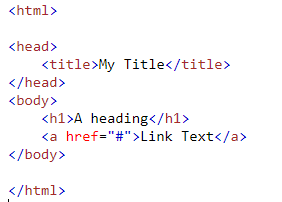 <html>
<head>
<title>My Title</title>
</head>
<body>
<h1>A heading</h1>
<a href="#">Link Text</a>
</body>
</html>